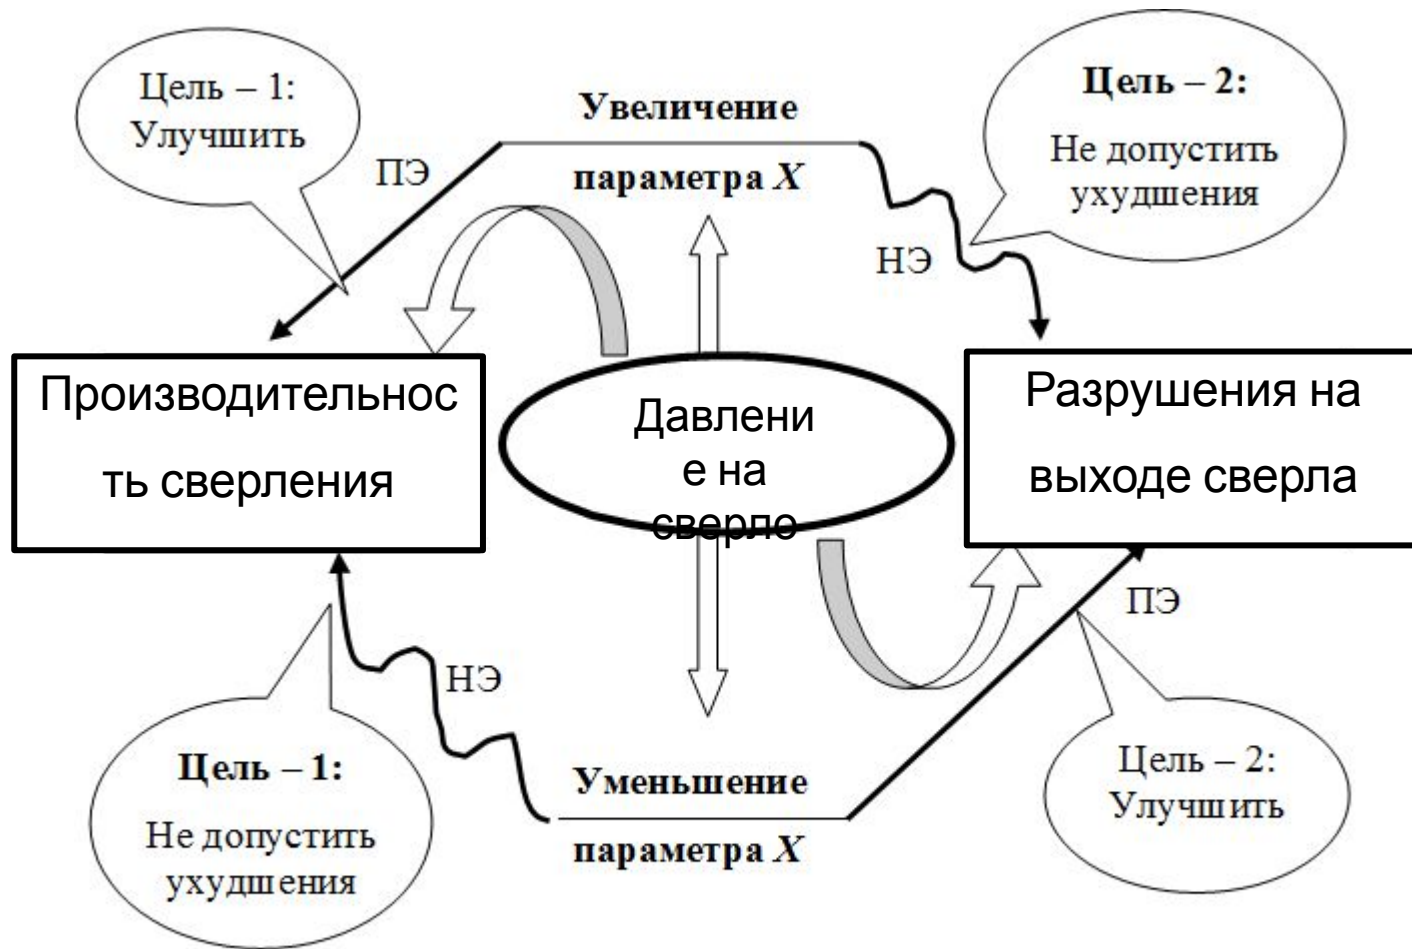 Цель – 1:
Улучшить
ПЭ
Увеличение
параметра X
Цель – 2:
Не допустить
ухудшения
НЭ
Производительнос
ть сверления
Давлени
е на
сверло
Разрушения на
выходе сверла
НЭ
ПЭ
Цель – 1:
Не допустить
ухудшения
Уменьшение
параметра X
Цель – 2:
Улучшить